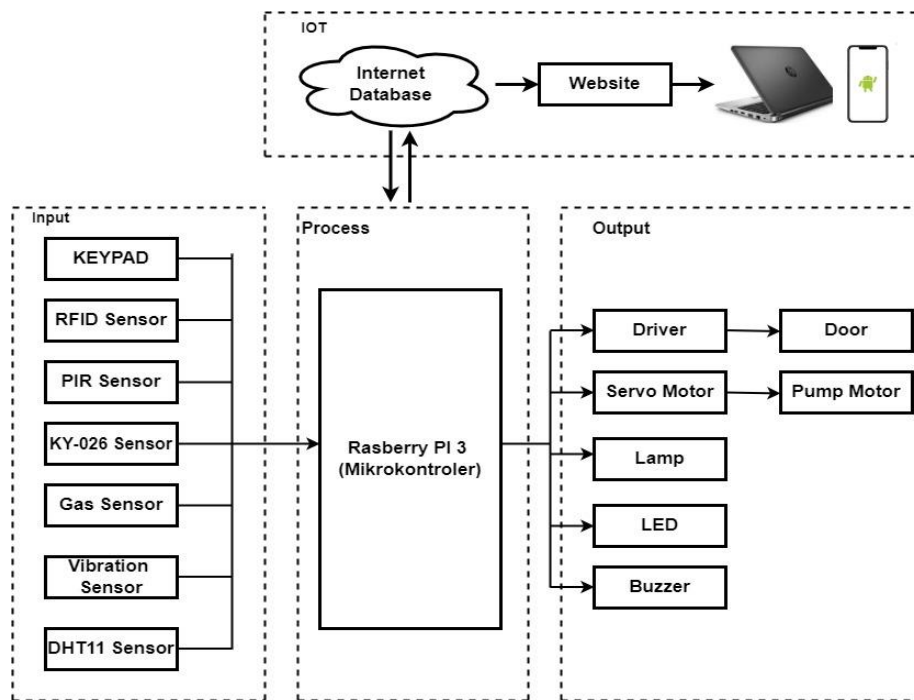 IOT
Internet
Database
Website
Input
KEYPAD
RFID Sensor
PIR Sensor
KY-026 Sensor
Gas Sensor
Vibration
Sensor
DHT11 Sensor
Process
Rasberry PI 3
(Mikrokontroler)
Output
Driver
Door
Servo Motor
Pump Motor
Lamp
LED
Buzzer